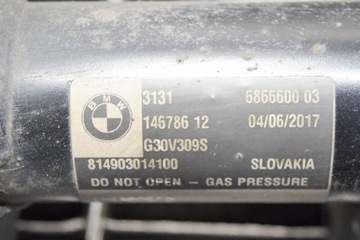 BMW
3131 6866600 03
146786 12 04/06/2017
G30V309S
814903014100 SLOVAKIA
DO NOT OPEN - GAS PRESSURE